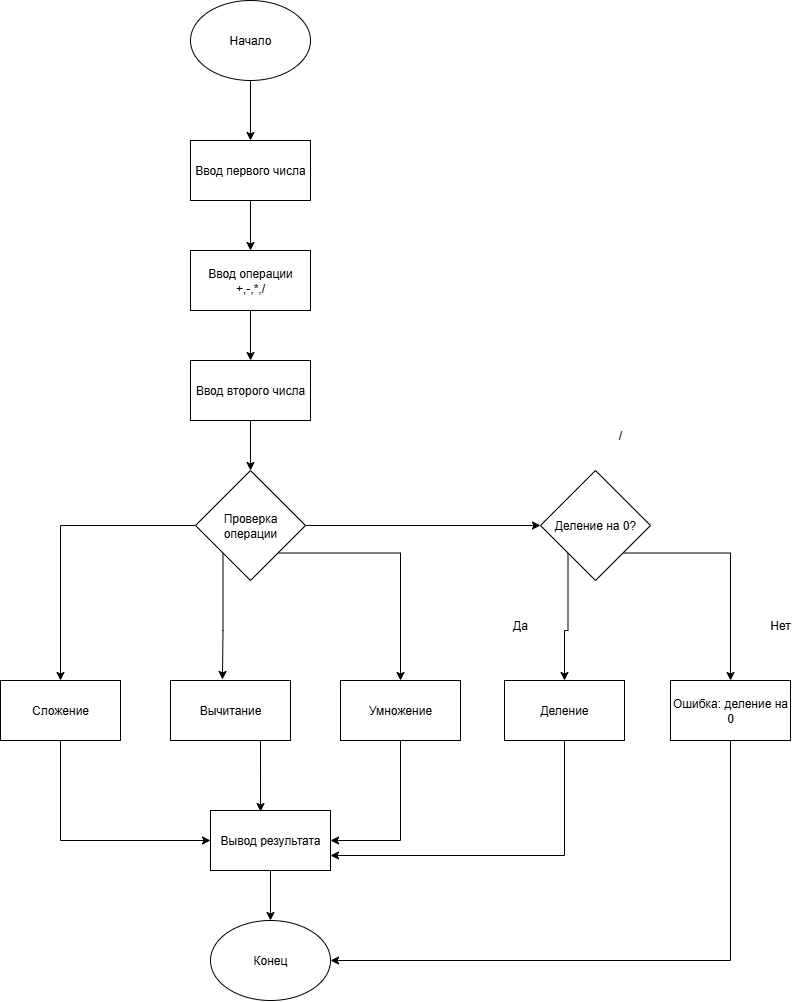 Начало
Ввод первого числа
Ввод операции
+,-,*,/
Ввод второго числа
/
Проверка
операции
Деление на 0?
Да
Нет
Сложение
Вычитание
Умножение
Деление
Ошибка: деление на
0
Вывод результата
Конец